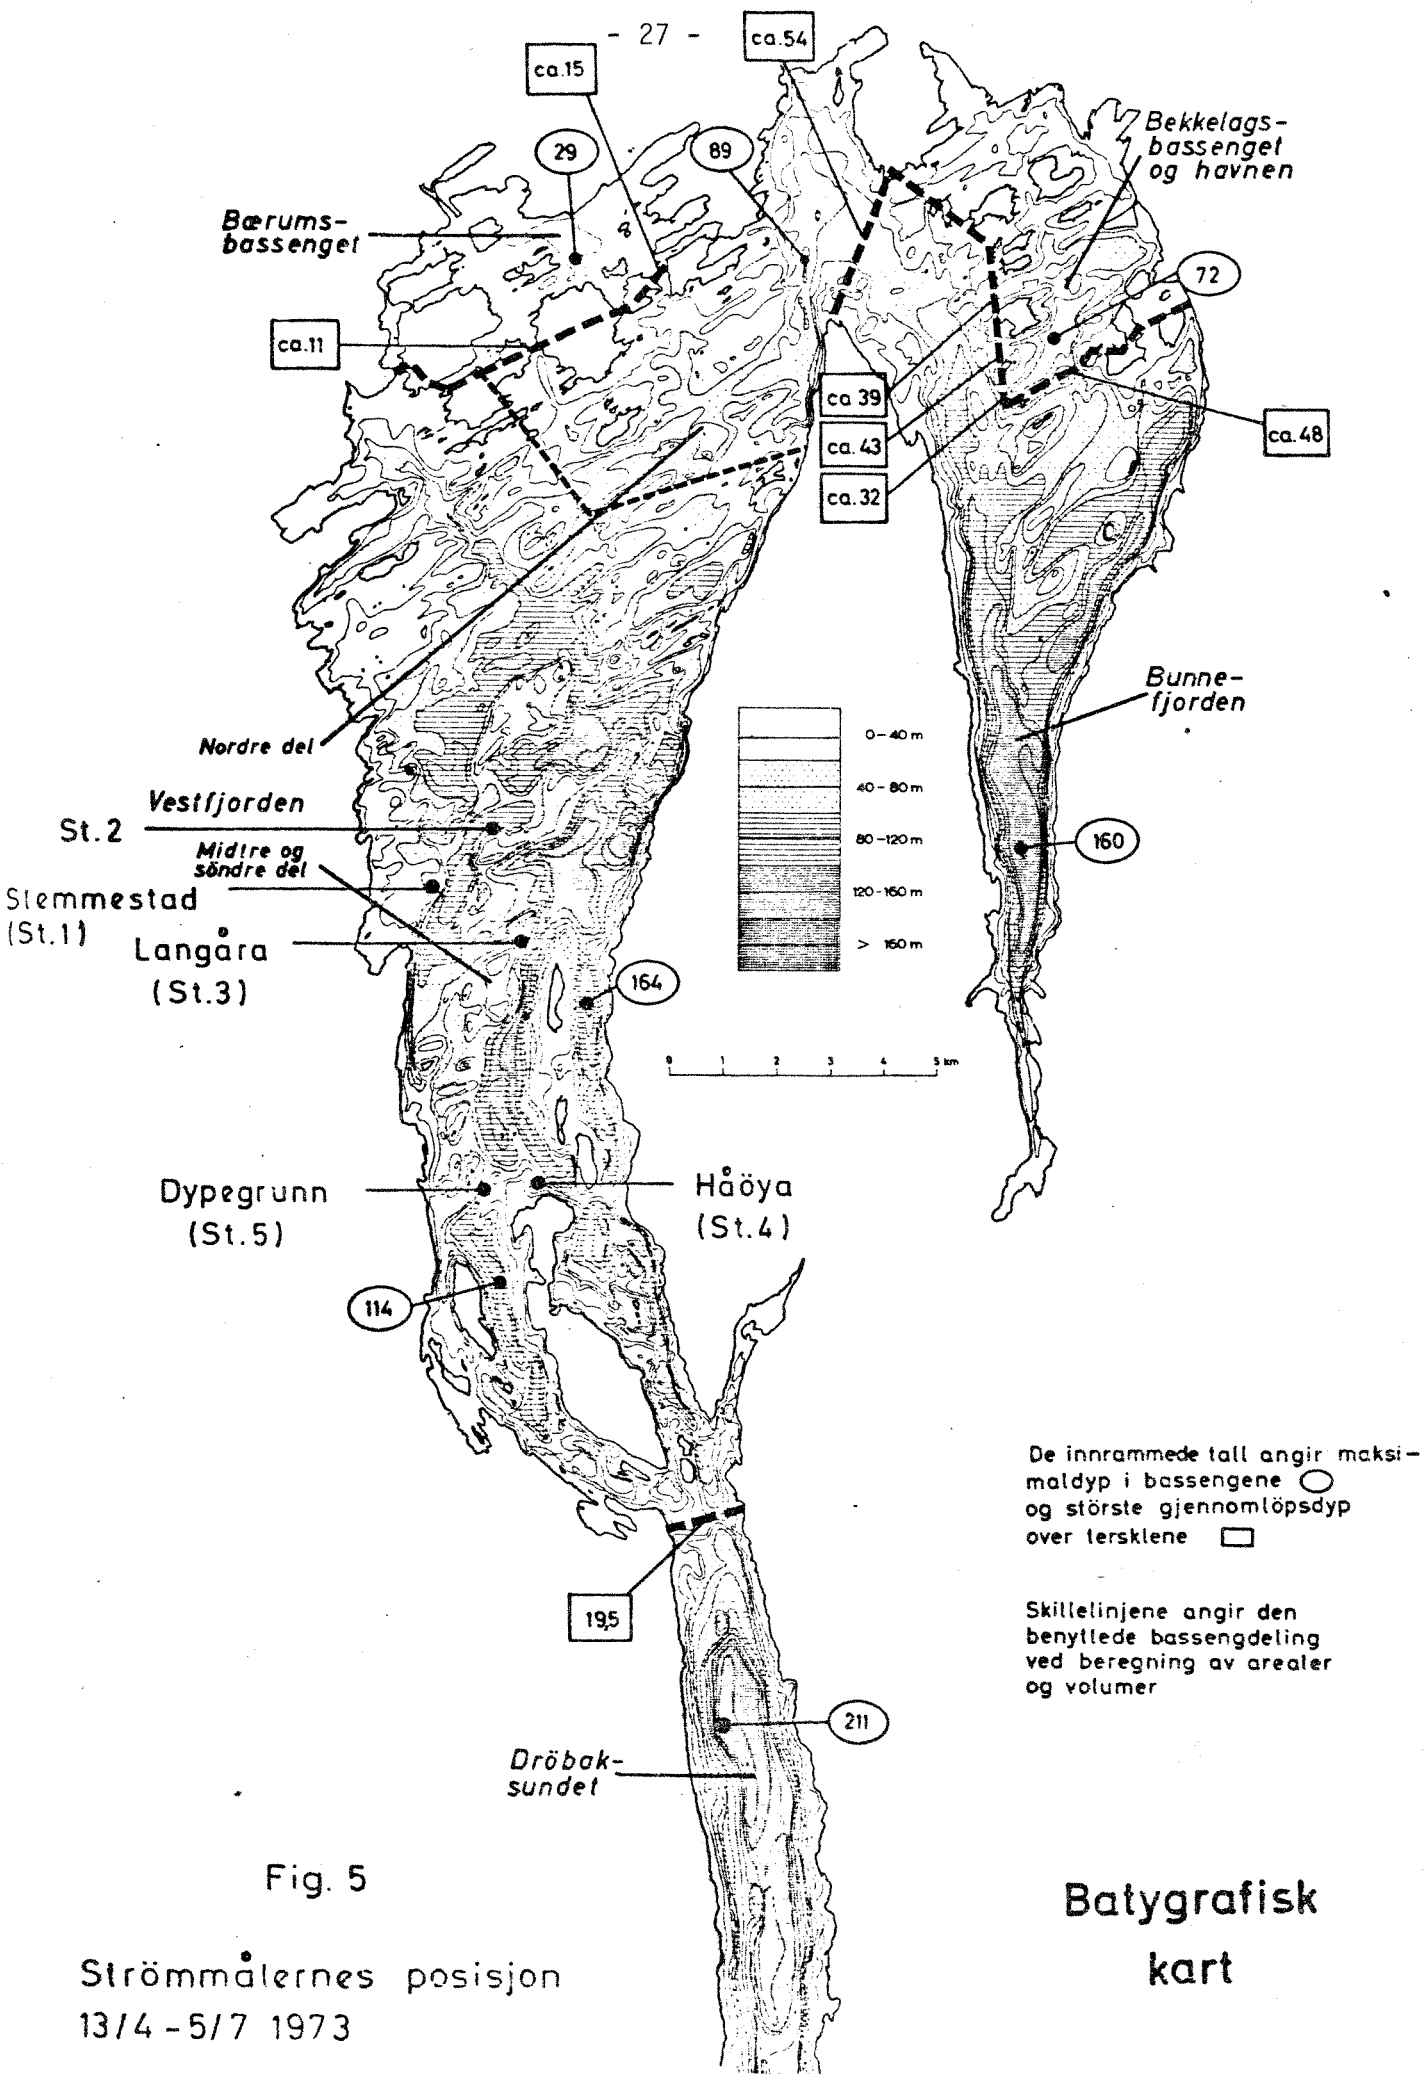 - 27 -
ca.54
ca.15
29
89
Bekkelags-
bassenget
og havnen
Bærums-
bassenget
72
ca.11
ca 39
ca. 43
ca.32
ca.48
Bunne-
fjorden
Nordre del
0-40 m
40-80 m
80-120 m
120-160 m
> 160 m
Vestfjorden
St.2
Midtre og
söndre del
160
Slemmestad
(St.1)
Langåra
(St.3)
164
0 1 2 3 4 5 km
Dypegrunn
(St.5)
Håöya
(St.4)
114
De innrammede tall angir maksi-
maldyp i bassengene
og störste gjennomlöpsdyp
over tersklene
19,5
Skillelinjene angir den
benyttede bassengdeling
ved beregning av arealer
og volumer
211
Dröbak-
sundet
Fig. 5
Batygrafisk
kart
Strömmålernes posisjon
13/4 - 5/7 1973